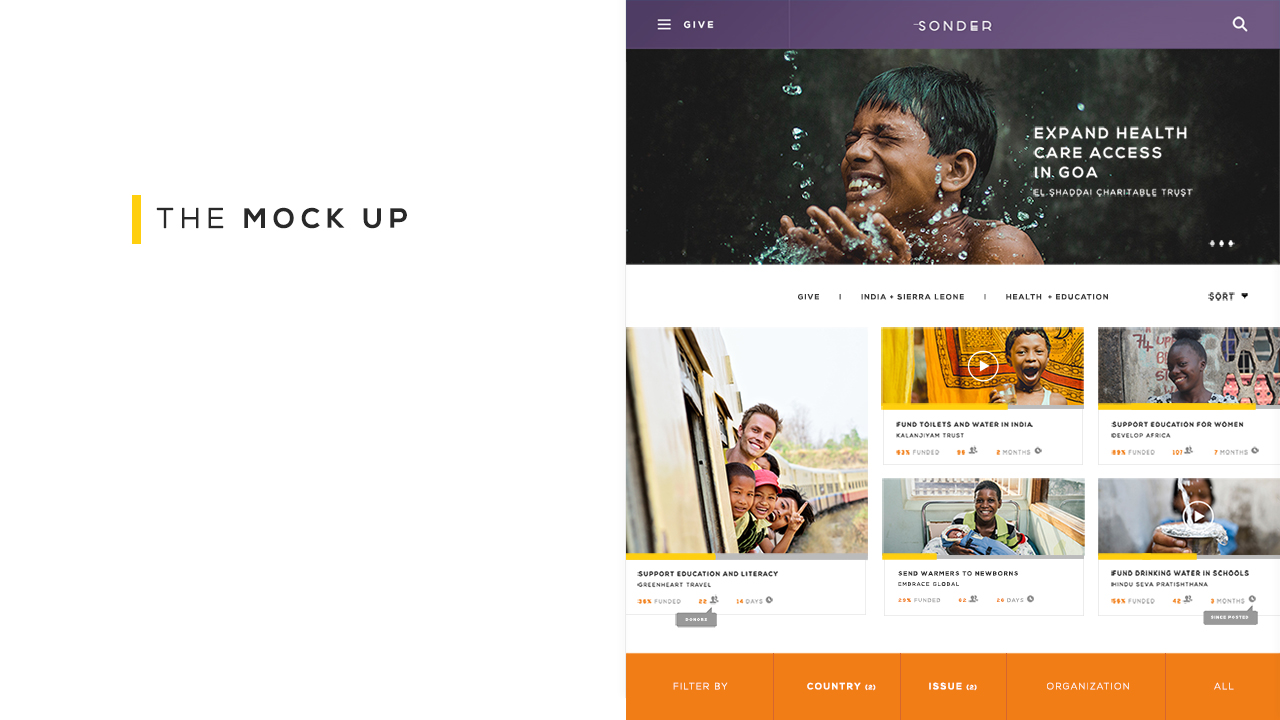 THE MOCK UP
GIVE
SONDER
EXPAND HEALTH
CARE ACCESS
IN GOA
EL SHADDAI CHARITABLE TRUST
GIVE | INDIA + SIERRA LEONE | HEALTH + EDUCATION
SORT
FUND TOILETS AND WATER IN INDIA
KALANJIYAM TRUST
63% FUNDED 98 2 MONTHS
SUPPORT EDUCATION FOR WOMEN
DEVELOP AFRICA
89% FUNDED 107 7 MONTHS
SUPPORT EDUCATION AND LITERACY
GREENHEART TRAVEL
38% FUNDED 22 14 DAYS
DONORS
SEND WARMERS TO NEWBORNS
EMBRACE GLOBAL
29% FUNDED 62 26 DAYS
FUND DRINKING WATER IN SCHOOLS
HINDU SEVA PRATISHTHANA
56% FUNDED 42 3 MONTHS
SINCE POSTED
FILTER BY COUNTRY (2) ISSUE (2) ORGANIZATION ALL